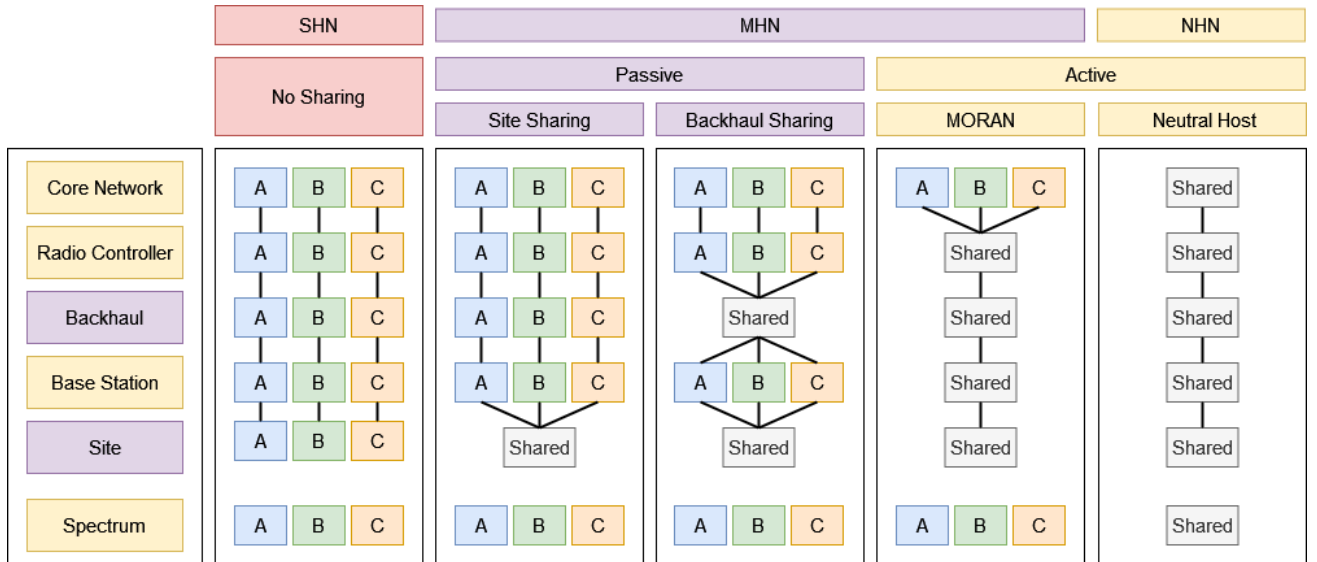 SHN
MHN
NHN
No Sharing
Passive
Active
Site Sharing
Backhaul Sharing
MORAN
Neutral Host
Core Network
A B C
A B C
A B C
A B C
Shared
Radio Controller
A B C
A B C
A B C
Shared
Shared
Backhaul
A B C
A B C
Shared
Shared
Shared
Base Station
A B C
A B C
A B C
Shared
Shared
Site
A B C
Shared
Shared
Shared
Shared
Spectrum
A B C
A B C
A B C
A B C
Shared